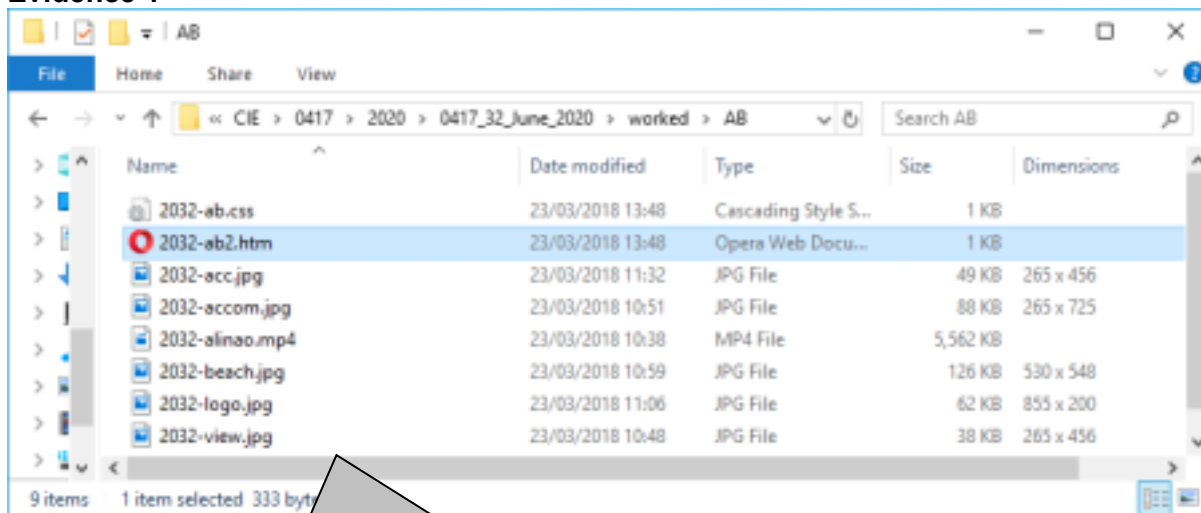 AB
File Home Share View
« CIE > 0417 > 2020 > 0417_32_June_2020 > worked > AB Search AB
Name Date modified Type Size Dimensions
2032-ab.css 23/03/2018 13:48 Cascading Style S... 1 KB
2032-ab2.htm 23/03/2018 13:48 Opera Web Docu... 1 KB
2032-acc.jpg 23/03/2018 11:32 JPG File 49 KB 265 x 456
2032-accom.jpg 23/03/2018 10:51 JPG File 88 KB 265 x 725
2032-alinao.mp4 23/03/2018 10:38 MP4 File 5,562 KB
2032-beach.jpg 23/03/2018 10:59 JPG File 126 KB 530 x 548
2032-logo.jpg 23/03/2018 11:06 JPG File 62 KB 855 x 200
2032-view.jpg 23/03/2018 10:48 JPG File 38 KB 265 x 456
9 items 1 item selected 333 byt